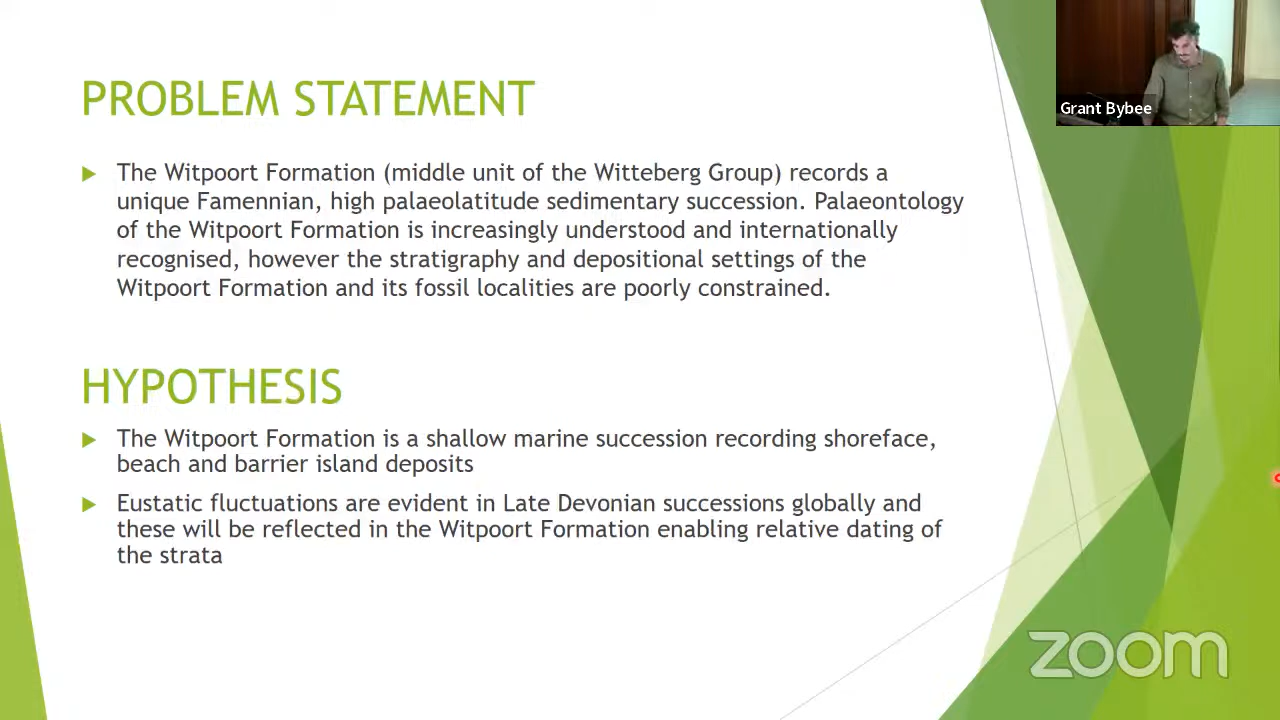 PROBLEM STATEMENT
The Witpoort Formation (middle unit of the Witteberg Group) records a
unique Famennian, high palaeolatitude sedimentary succession. Palaeontology
of the Witpoort Formation is increasingly understood and internationally
recognised, however the stratigraphy and depositional settings of the
Witpoort Formation and its fossil localities are poorly constrained.
HYPOTHESIS
The Witpoort Formation is a shallow marine succession recording shoreface,
beach and barrier island deposits
Eustatic fluctuations are evident in Late Devonian successions globally and
these will be reflected in the Witpoort Formation enabling relative dating of
the strata
Grant Bybee
zoom